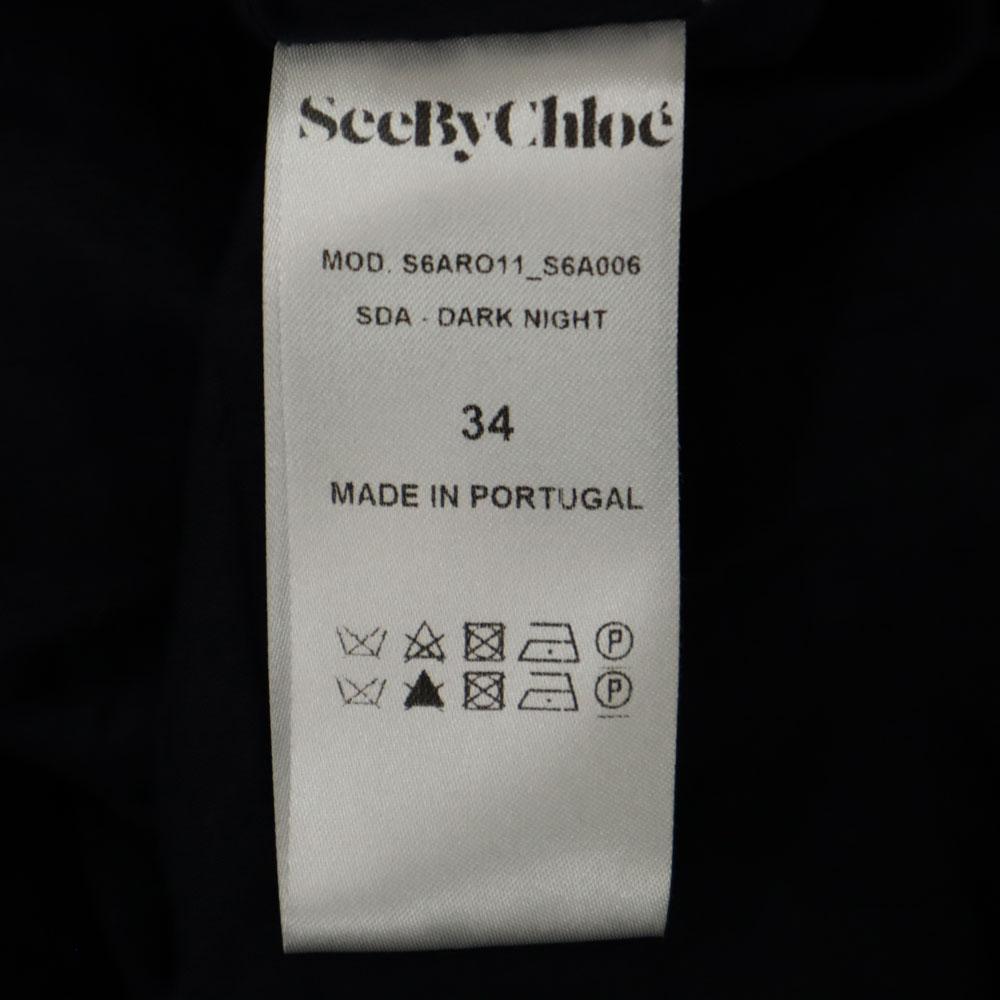 SeeByChloé
MOD. S6ARO11_S6A006
SDA - DARK NIGHT
34
MADE IN PORTUGAL
P
P